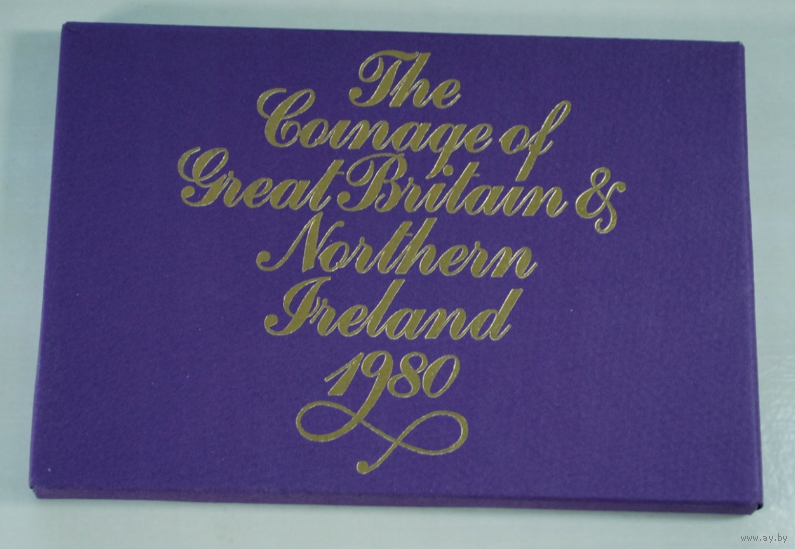 The
Coinage of
Great Britain &
Northern
Ireland
1980
www.ay.by